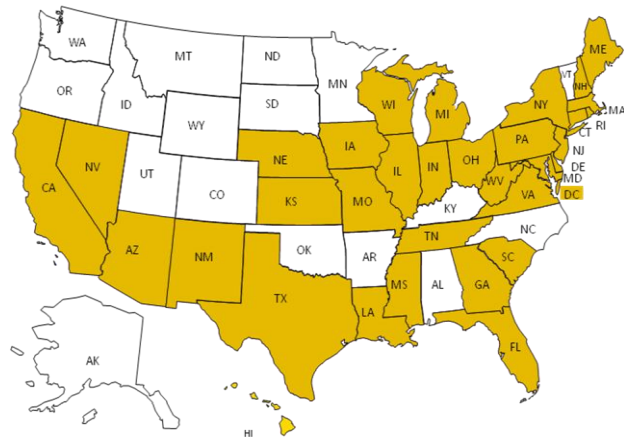 WA
MT
ND
MN
OR
ID
SD
WY
WI
MI
ME
VT
NH
NY
MA
RI
CT
NV
UT
CO
NE
IA
IL
IN
OH
PA
NJ
DE
MD
DC
CA
KS
MO
KY
WV
VA
AZ
NM
OK
AR
TN
NC
SC
TX
LA
MS
AL
GA
FL
AK
HI